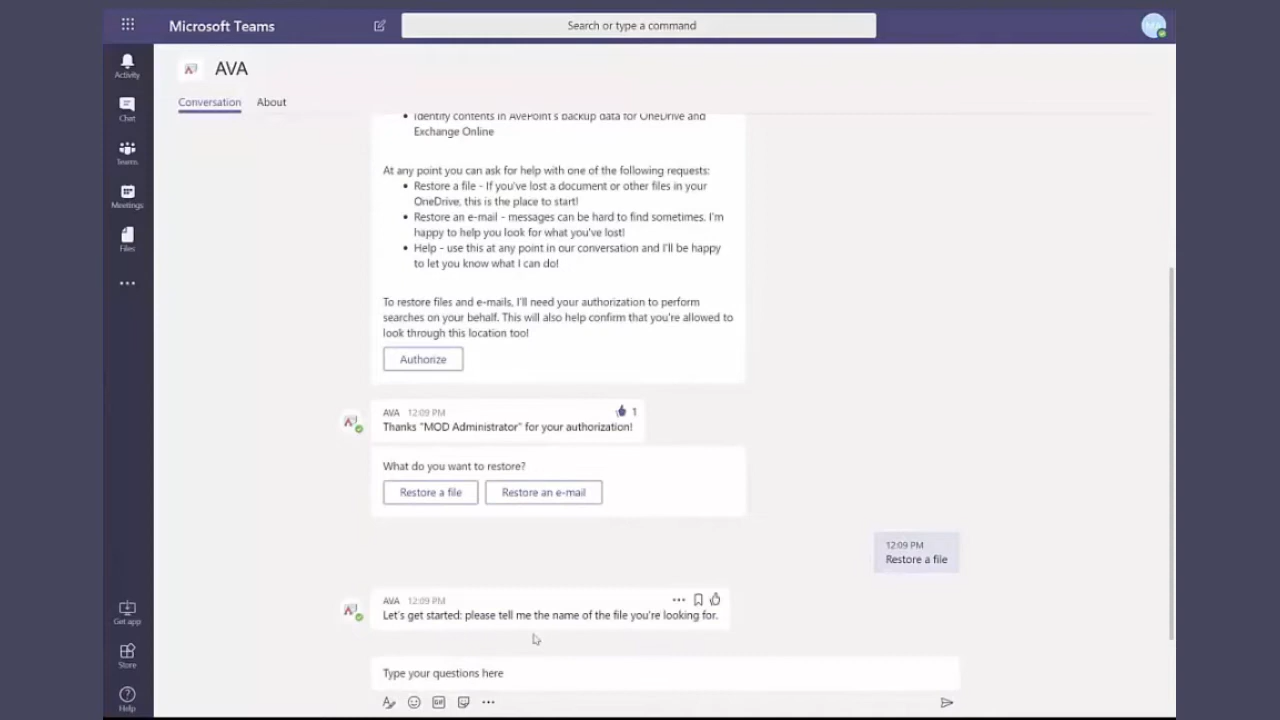 Microsoft Teams
Search or type a command
Activity
Chat
Teams
Meetings
Files
Get app
Store
Help
AVA
Conversation About
Identify contents in AvePoint's backup data for OneDrive and
Exchange Online
At any point you can ask for help with one of the following requests:
• Restore a file - If you've lost a document or other files in your
OneDrive, this is the place to start!
• Restore an e-mail - messages can be hard to find sometimes. I'm
happy to help you look for what you've lost!
• Help - use this at any point in our conversation and I'll be happy
to let you know what I can do!
To restore files and e-mails, I'll need your authorization to perform
searches on your behalf. This will also help confirm that you're allowed to
look through this location too!
Authorize
AVA 12:09 PM 1
Thanks "MOD Administrator" for your authorization!
What do you want to restore?
Restore a file Restore an e-mail
12:09 PM
Restore a file
AVA 12:09 PM
Let's get started: please tell me the name of the file you're looking for.
Type your questions here
GIF